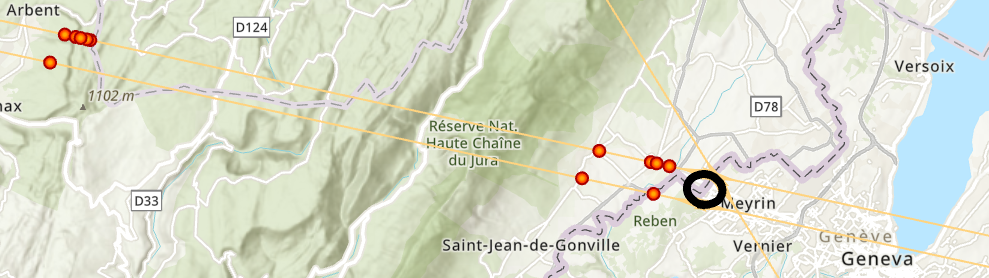 Arbent
D124
Versoix
nax
1102 m
D78
Réserve Nat.
Haute Chaîne
du Jura
D33
Meyrin
Reben
Saint-Jean-de-Gonville
Vernier
Genève
Geneva